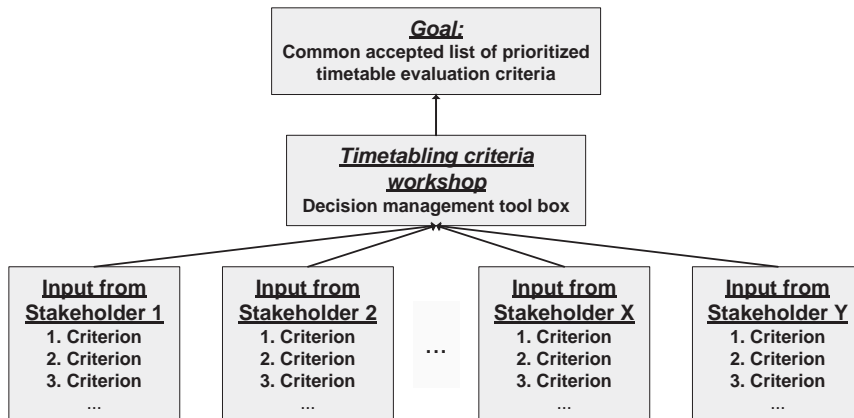 Goal:
Common accepted list of prioritized
timetable evaluation criteria
Timetabling criteria
workshop
Decision management tool box
Input from
Stakeholder 1
1. Criterion
2. Criterion
3. Criterion
...
Input from
Stakeholder 2
1. Criterion
2. Criterion
3. Criterion
...
...
Input from
Stakeholder X
1. Criterion
2. Criterion
3. Criterion
...
Input from
Stakeholder Y
1. Criterion
2. Criterion
3. Criterion
...